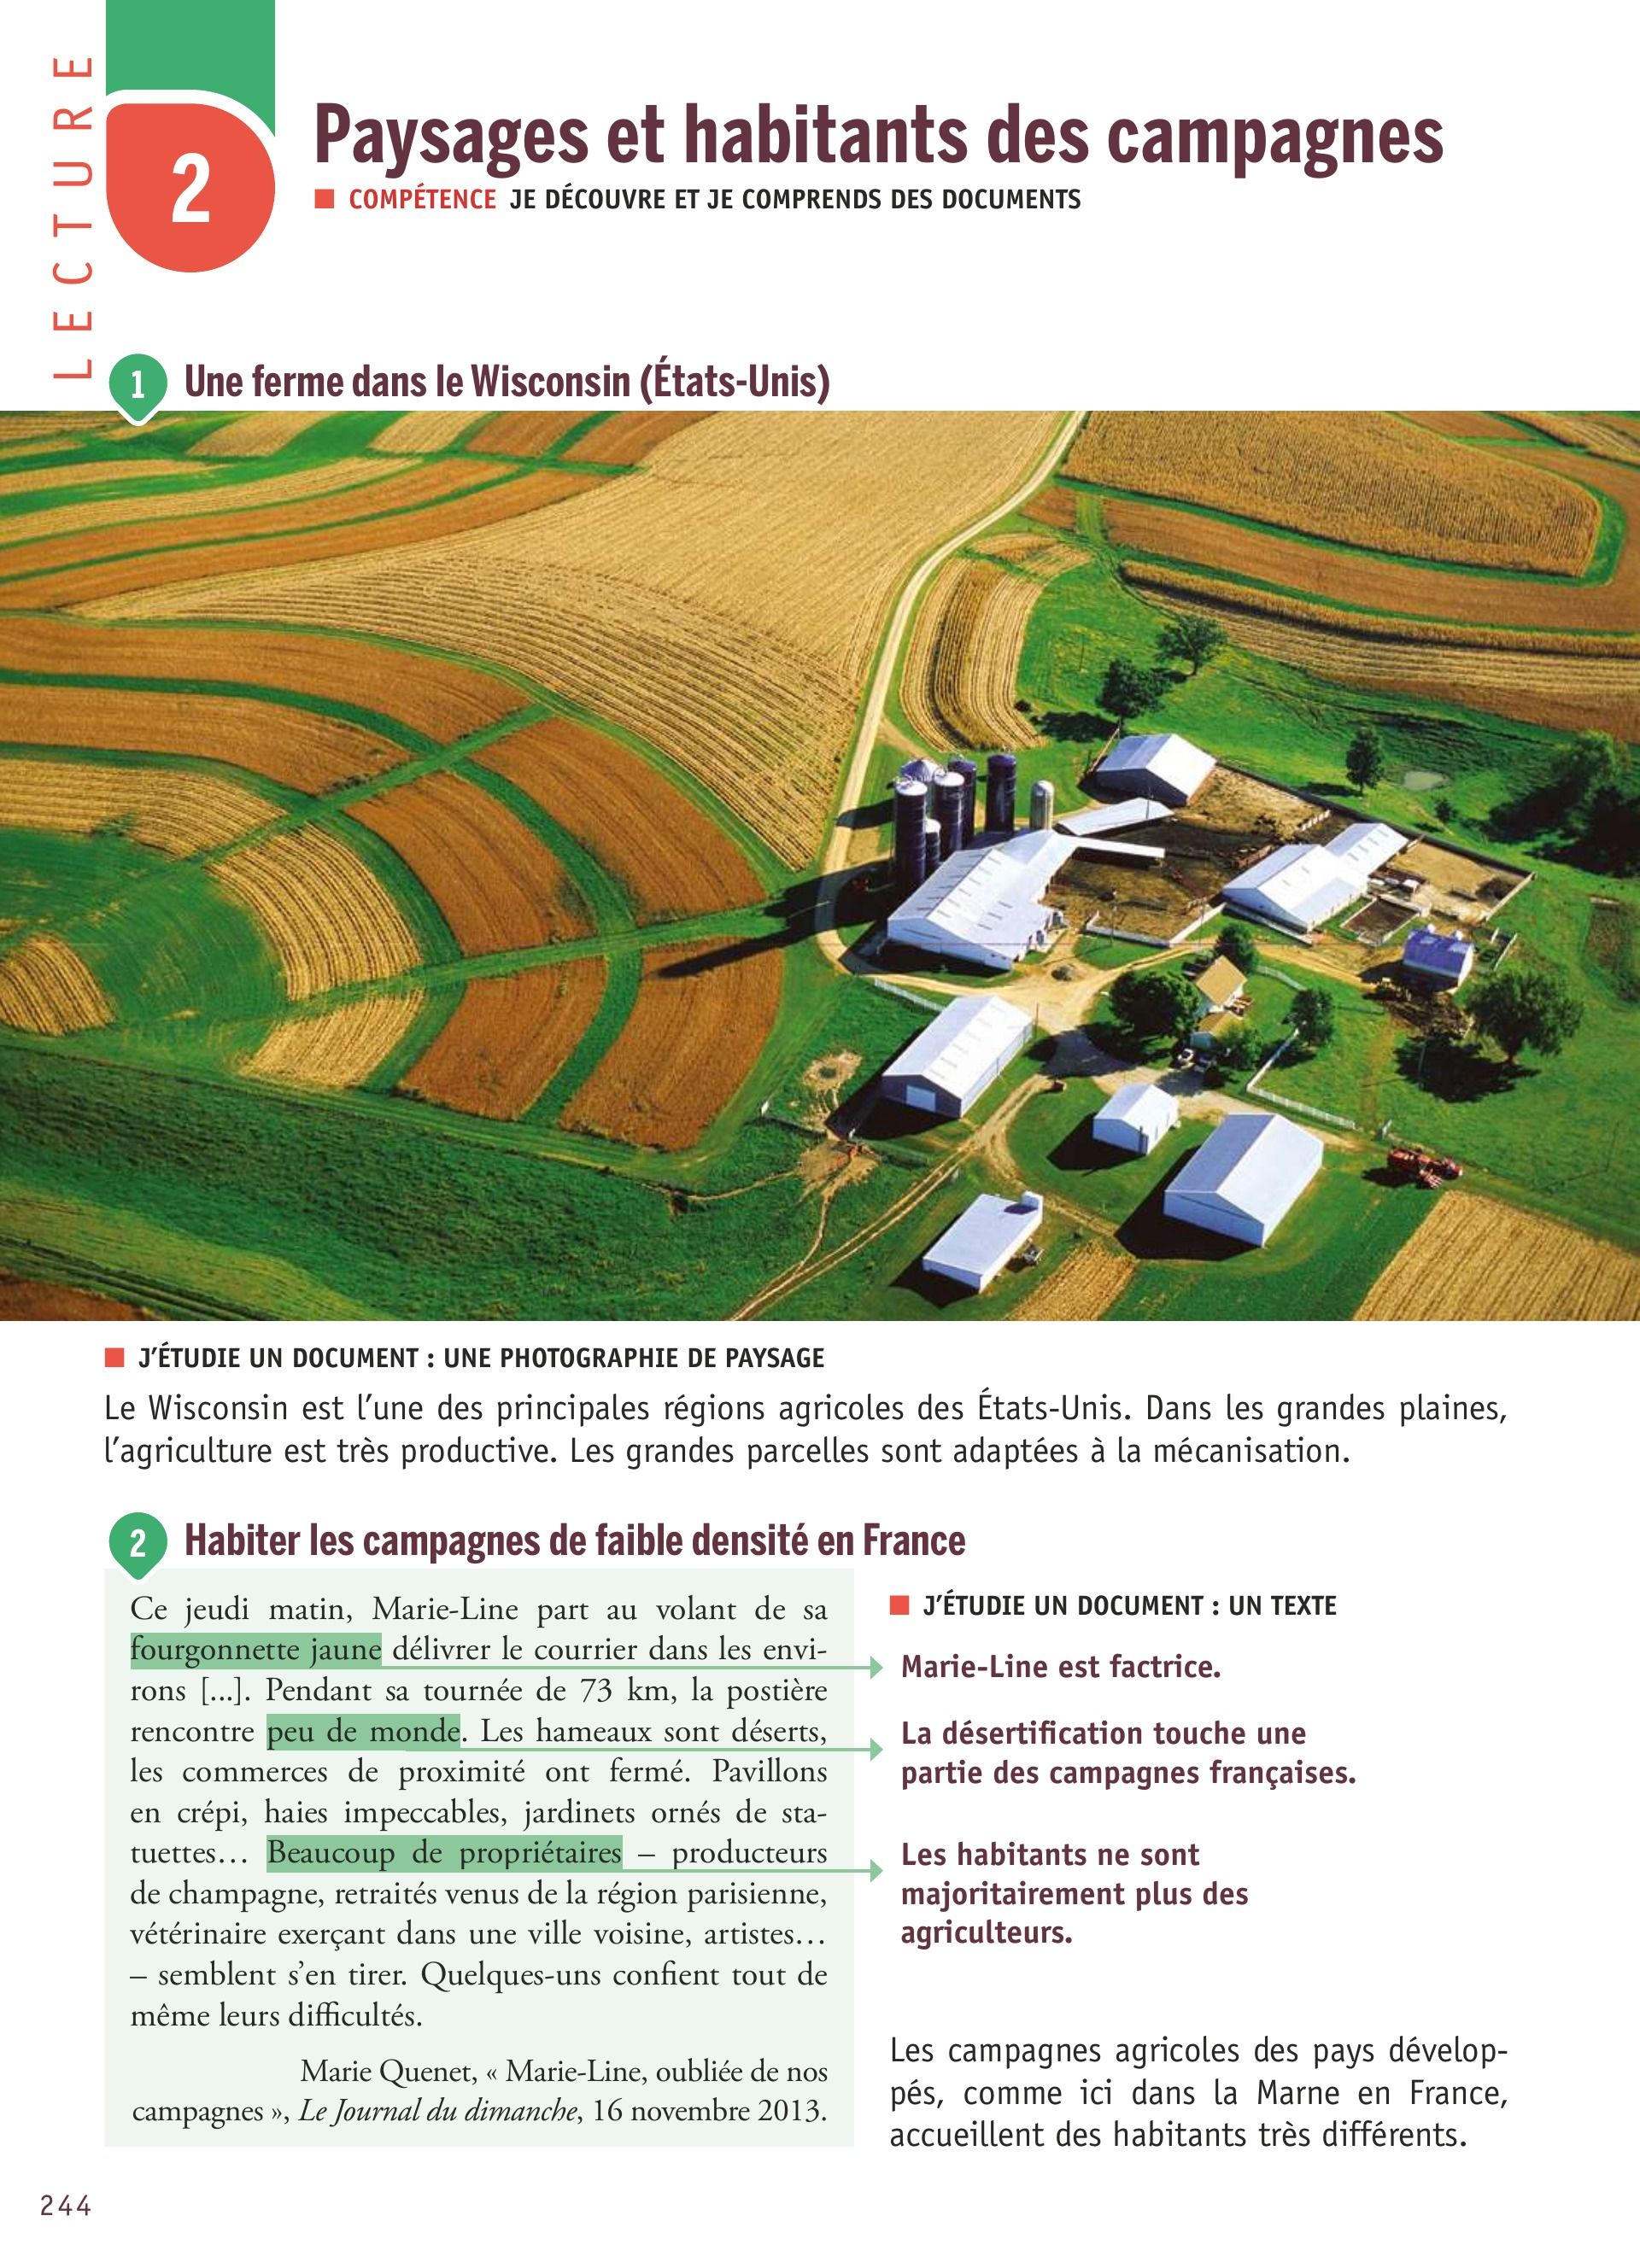 LECTURE
2
Paysages et habitants des campagnes
■ COMPÉTENCE JE DÉCOUVRE ET JE COMPRENDS DES DOCUMENTS
1 Une ferme dans le Wisconsin (États-Unis)
■ J’ÉTUDIE UN DOCUMENT : UNE PHOTOGRAPHIE DE PAYSAGE
Le Wisconsin est l’une des principales régions agricoles des États-Unis. Dans les grandes plaines,
l’agriculture est très productive. Les grandes parcelles sont adaptées à la mécanisation.
2 Habiter les campagnes de faible densité en France
Ce jeudi matin, Marie-Line part au volant de sa
fourgonnette jaune délivrer le courrier dans les envi-
rons [...]. Pendant sa tournée de 73 km, la postière
rencontre peu de monde. Les hameaux sont déserts,
les commerces de proximité ont fermé. Pavillons
en crépi, haies impeccables, jardinets ornés de sta-
tuettes… Beaucoup de propriétaires – producteurs
de champagne, retraités venus de la région parisienne,
vétérinaire exerçant dans une ville voisine, artistes…
– semblent s’en tirer. Quelques-uns confient tout de
même leurs difficultés.
Marie Quenet, « Marie-Line, oubliée de nos
campagnes », Le Journal du dimanche, 16 novembre 2013.
■ J’ÉTUDIE UN DOCUMENT : UN TEXTE
Marie-Line est factrice.
La désertification touche une
partie des campagnes françaises.
Les habitants ne sont
majoritairement plus des
agriculteurs.
Les campagnes agricoles des pays dévelop-
pés, comme ici dans la Marne en France,
accueillent des habitants très différents.
244